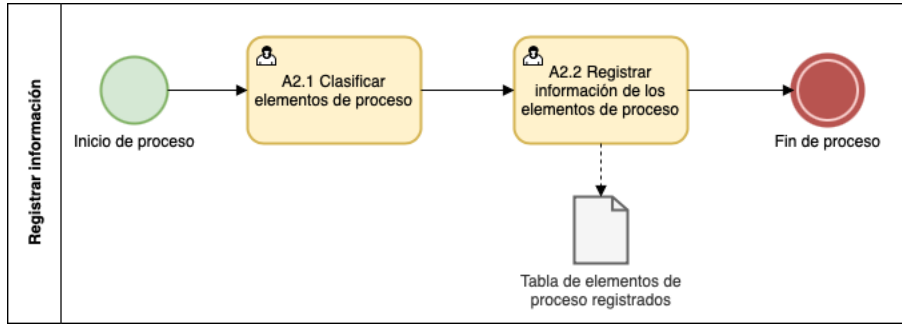 Registrar información
Inicio de proceso
A2.1 Clasificar
elementos de proceso
A2.2 Registrar
información de los
elementos de proceso
Fin de proceso
Tabla de elementos de
proceso registrados